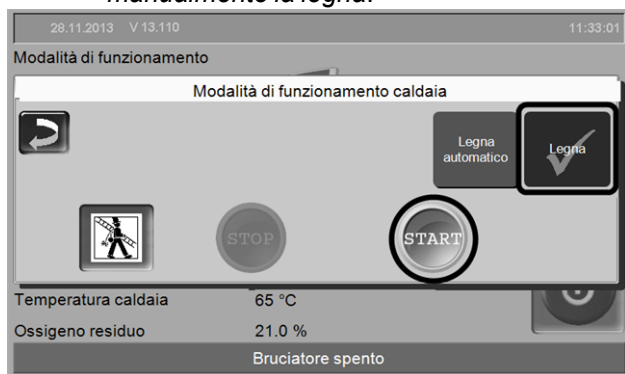 manualmente la legna.
28.11.2013 V 13.110 11:33:01
Modalità di funzionamento
Modalità di funzionamento caldaia
Legna
automatico
Legna
STOP
START
Temperatura caldaia 65 °C
Ossigeno residuo 21.0 %
Bruciatore spento